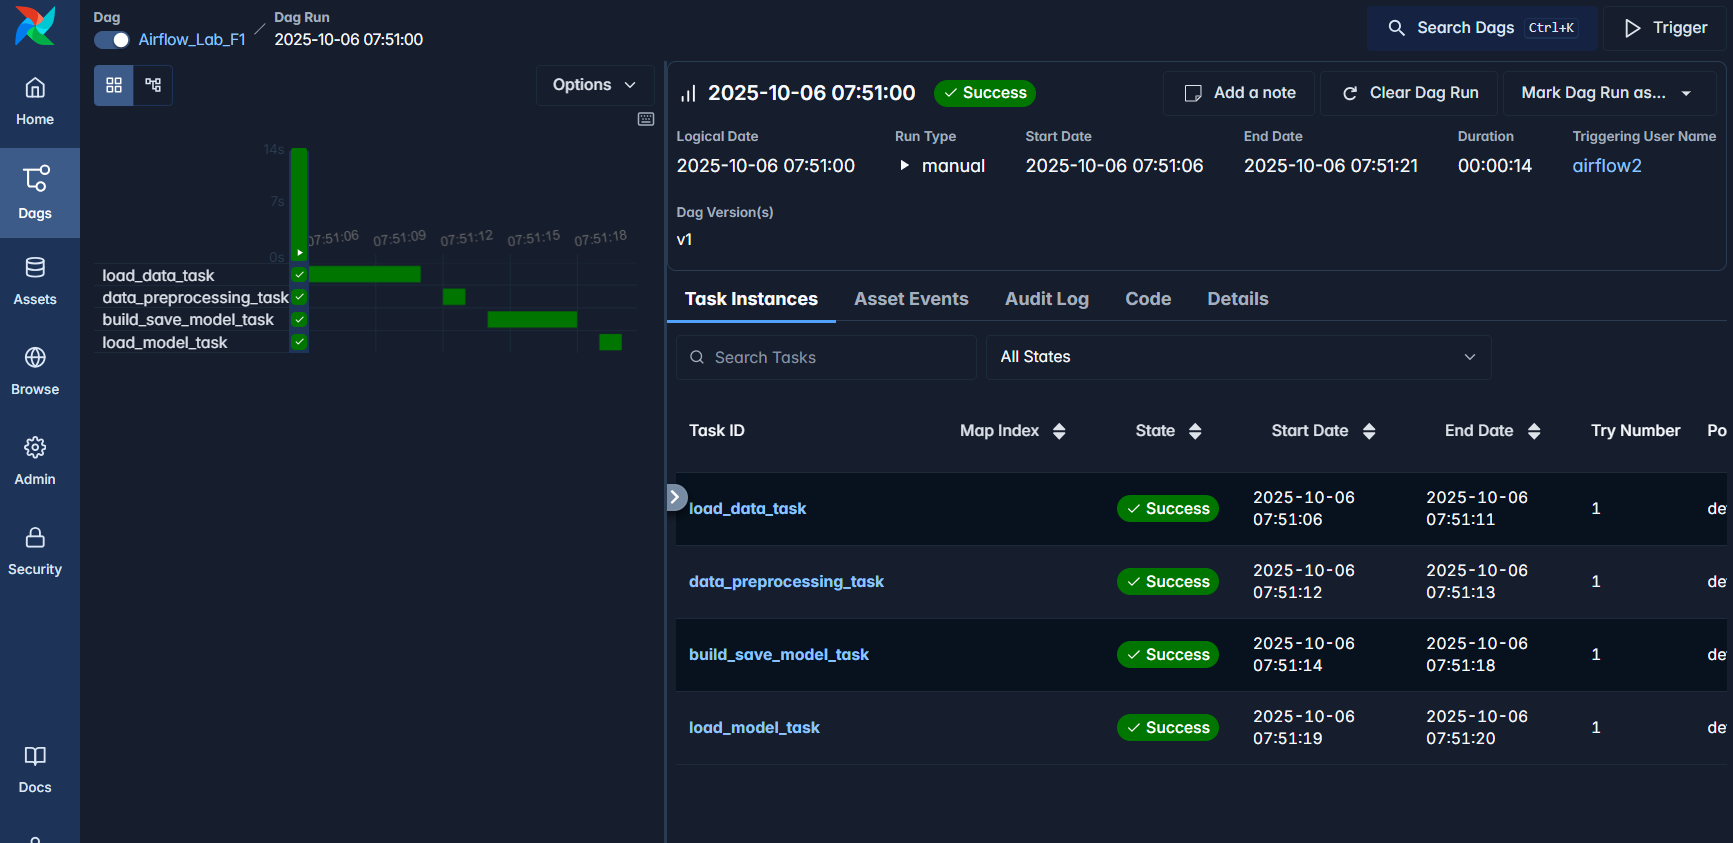 Dag
Airflow_Lab_F1
Dag Run
2025-10-06 07:51:00
Search Dags Ctrl+K
Trigger
Home
Dags
Assets
Browse
Admin
Security
Docs
Options
14s
7s
0s
07:51:06 07:51:09 07:51:12 07:51:15 07:51:18
load_data_task
data_preprocessing_task
build_save_model_task
load_model_task
2025-10-06 07:51:00 Success
Add a note
Clear Dag Run
Mark Dag Run as...
Logical Date Run Type Start Date End Date Duration Triggering User Name
2025-10-06 07:51:00 manual 2025-10-06 07:51:06 2025-10-06 07:51:21 00:00:14 airflow2
Dag Version(s)
v1
Task Instances Asset Events Audit Log Code Details
Search Tasks
All States
Task ID Map Index State Start Date End Date Try Number Po
load_data_task Success 2025-10-06 07:51:06 2025-10-06 07:51:11 1 de
data_preprocessing_task Success 2025-10-06 07:51:12 2025-10-06 07:51:13 1 de
build_save_model_task Success 2025-10-06 07:51:14 2025-10-06 07:51:18 1 de
load_model_task Success 2025-10-06 07:51:19 2025-10-06 07:51:20 1 de